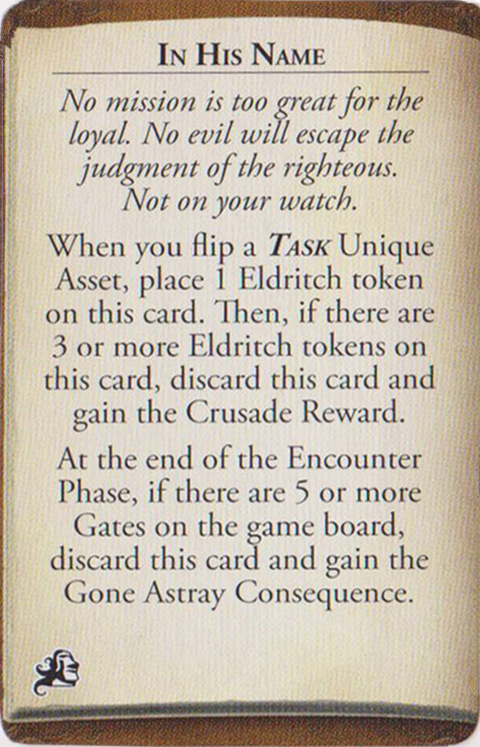 IN HIS NAME
No mission is too great for the
loyal. No evil will escape the
judgment of the righteous.
Not on your watch.
When you flip a TASK Unique
Asset, place 1 Eldritch token
on this card. Then, if there are
3 or more Eldritch tokens on
this card, discard this card and
gain the Crusade Reward.
At the end of the Encounter
Phase, if there are 5 or more
Gates on the game board,
discard this card and gain the
Gone Astray Consequence.